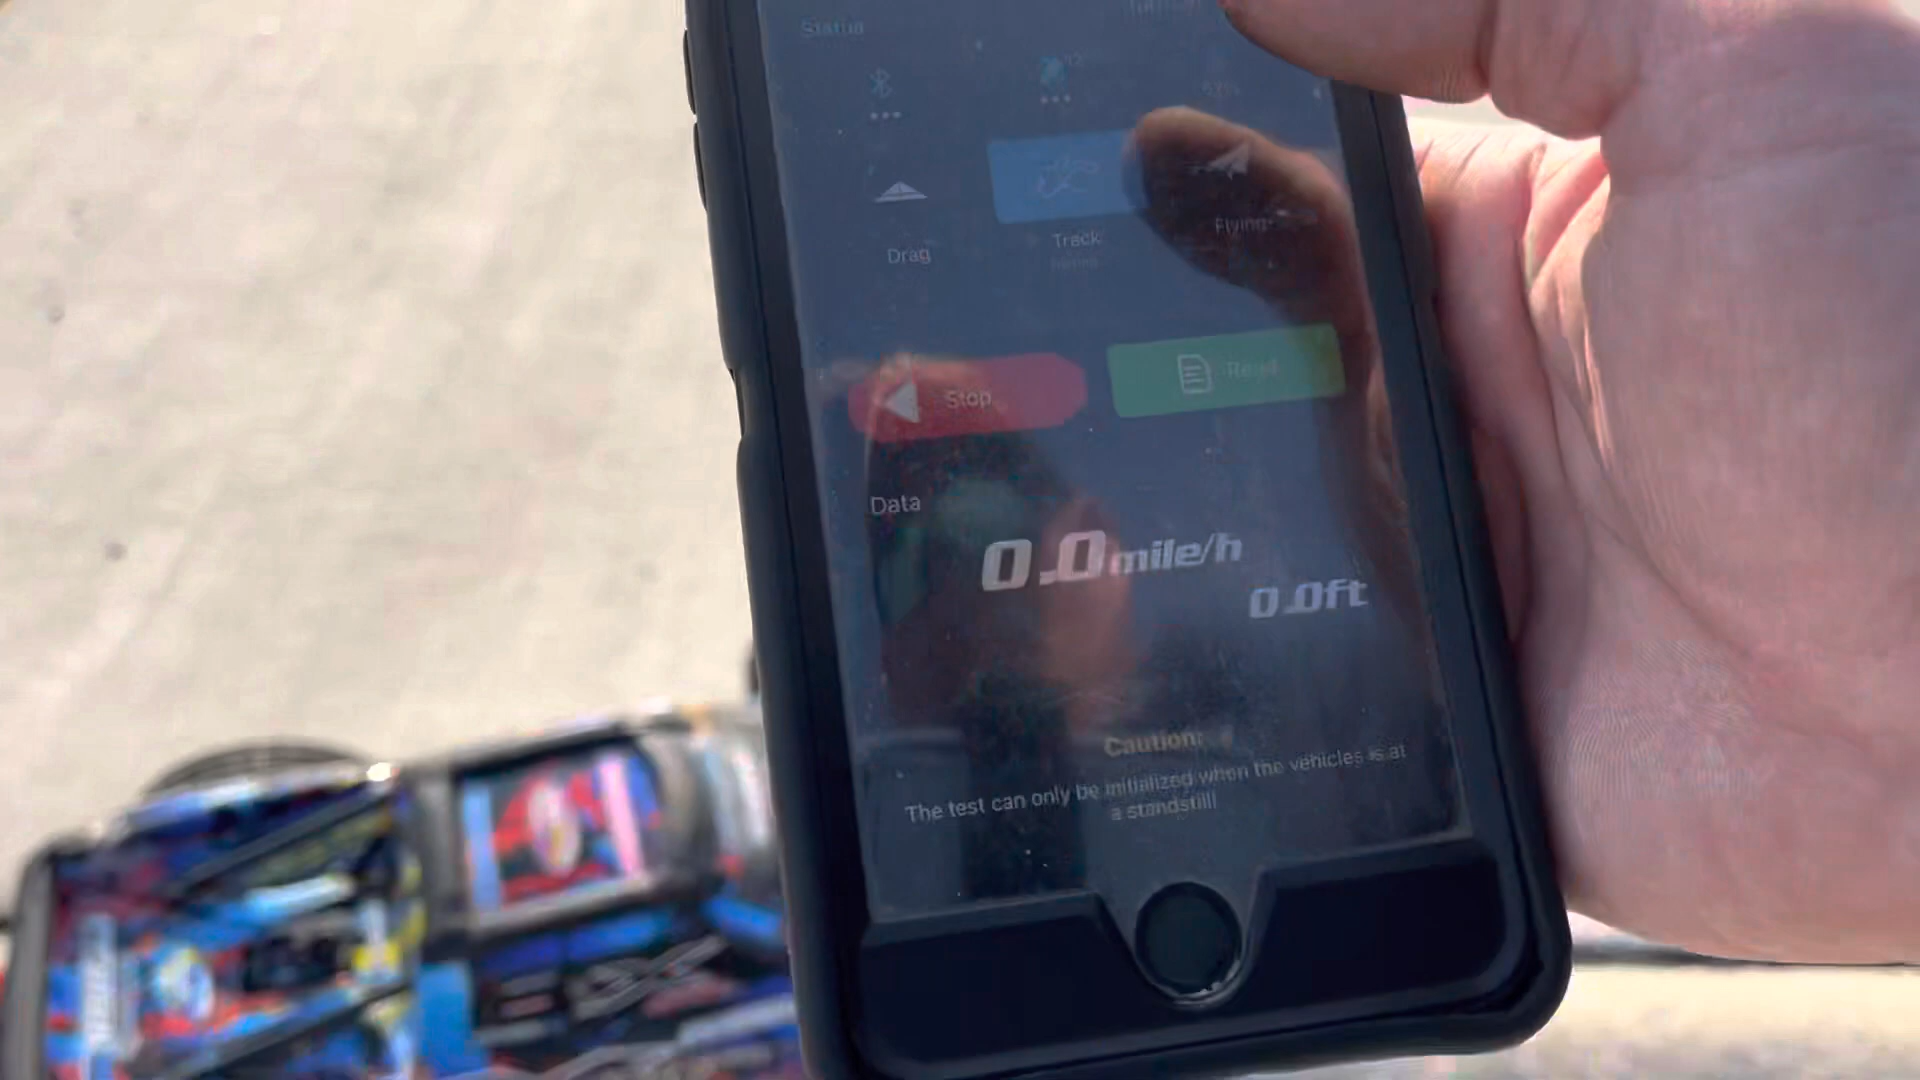 Status
Drag
Track
Flying
Stop
Read
Data
0.0mile/h
0.0ft
Caution:
The test can only be initialized when the vehicles is at
a standstill